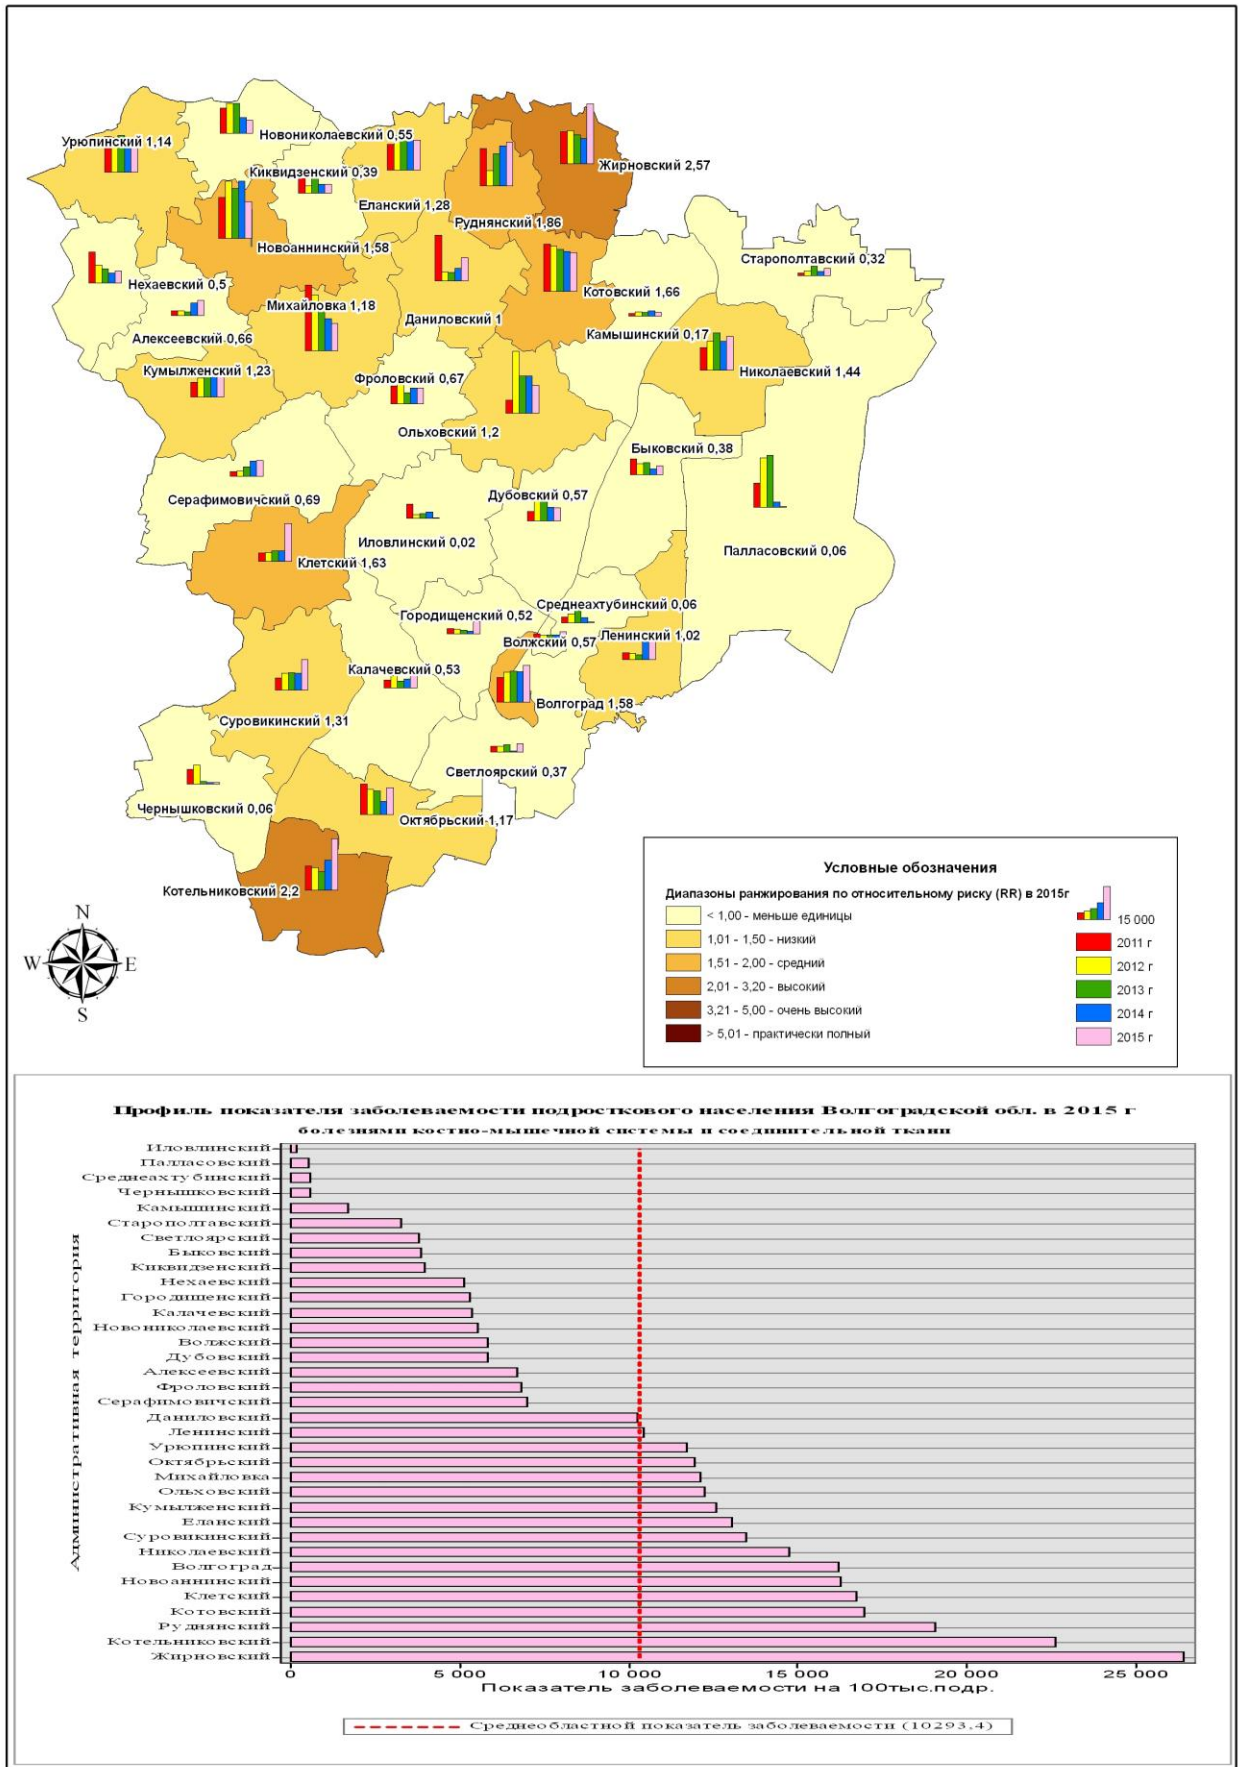 Новониколаевский 0,55
Урюпинский 1,14
Жирновский 2,57
Киквидзенский 0,39
Еланский 1,28
Руднянский 1,86
Новоаннинский 1,58
Старополтавский 0,32
Нехаевский 0,5
Котовский 1,66
Михайловка 1,18
Даниловский 1
Камышинский 0,17
Алексеевский 0,66
Кумылженский 1,23
Николаевский 1,44
Фроловский 0,67
Ольховский 1,2
Быковский 0,38
Серафимовичский 0,69
Дубовский 0,57
Иловлинский 0,02
Палласовский 0,06
Клетский 1,63
Среднеахтубинский 0,06
Городищенский 0,52
Ленинский 1,02
Волжский 0,57
Калачевский 0,53
Волгоград 1,58
Суровикинский 1,31
Светлоярский 0,37
Чернышковский 0,06
Октябрьский 1,17
Котельниковский 2,2
N
W
E
S
Условные обозначения
Диапазоны ранжирования по относительному риску (RR) в 2015г
< 1,00 - меньше единицы
1,01 - 1,50 - низкий
1,51 - 2,00 - средний
2,01 - 3,20 - высокий
3,21 - 5,00 - очень высокий
> 5,01 - практически полный
15 000
2011 г
2012 г
2013 г
2014 г
2015 г
Профиль показателя заболеваемости подросткового населения Волгоградской обл. в 2015 г
болезнями костно-мышечной системы и соединительной ткани
Административная территория
Иловлинский
Палласовский
Среднеахтубинский
Чернышковский
Камышинский
Старополтавский
Светлоярский
Быковский
Киквидзенский
Нехаевский
Городищенский
Калачевский
Новониколаевский
Волжский
Дубовский
Алексеевский
Фроловский
Серафимовичский
Даниловский
Ленинский
Урюпинский
Октябрьский
Михайловка
Ольховский
Кумылженский
Еланский
Суровикинский
Николаевский
Волгоград
Новоаннинский
Клетский
Котовский
Руднянский
Котельниковский
Жирновский
0 5 000 10 000 15 000 20 000 25 000
Показатель заболеваемости на 100тыс.подр.
Среднеобластной показатель заболеваемости (10293,4)